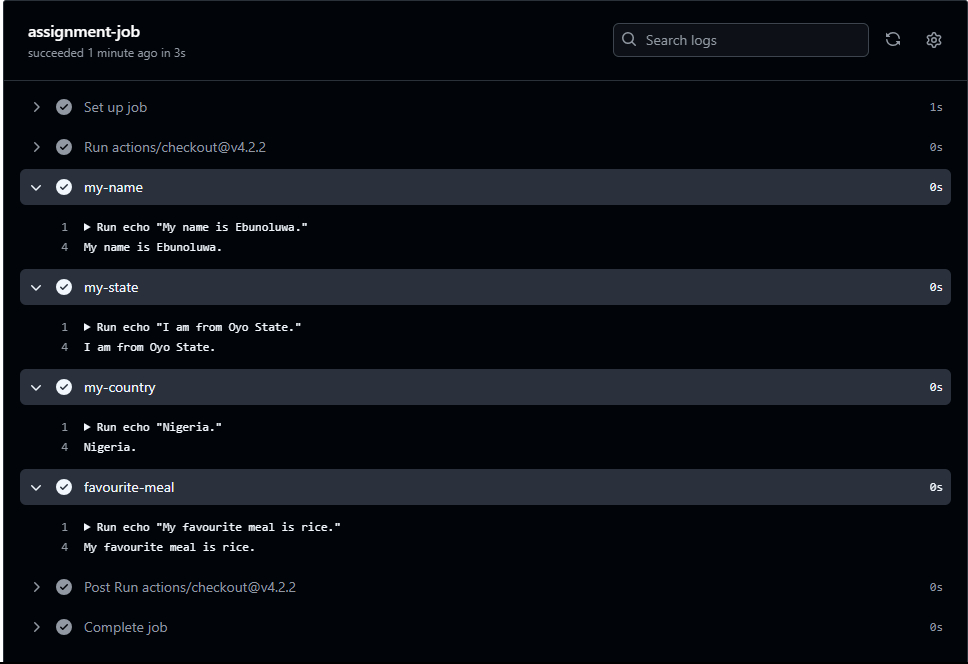 assignment-job
succeeded 1 minute ago in 3s
Search logs
Set up job 1s
Run actions/checkout@v4.2.2 0s
my-name 0s
1 ▶ Run echo "My name is Ebunoluwa."
4 My name is Ebunoluwa.
my-state 0s
1 ▶ Run echo "I am from Oyo State."
4 I am from Oyo State.
my-country 0s
1 ▶ Run echo "Nigeria."
4 Nigeria.
favourite-meal 0s
1 ▶ Run echo "My favourite meal is rice."
4 My favourite meal is rice.
Post Run actions/checkout@v4.2.2 0s
Complete job 0s